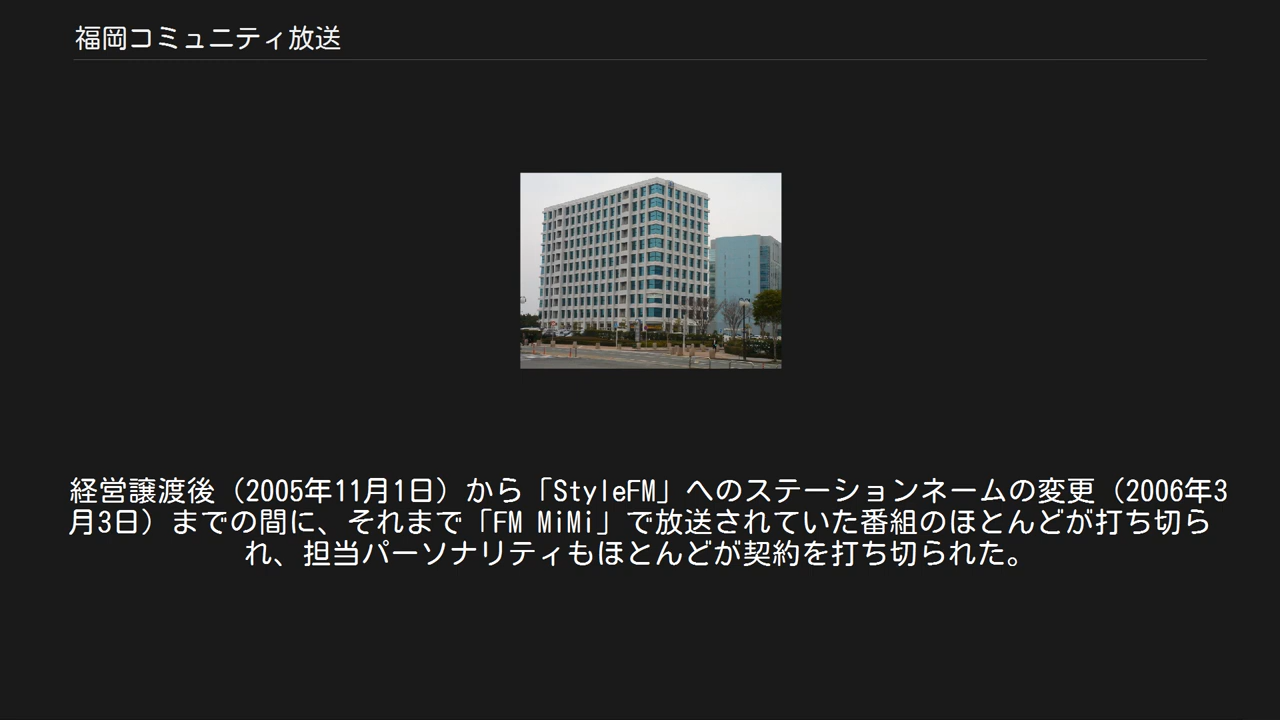 福岡コミュニティ放送
経営譲渡後（2005年11月1日）から「StyleFM」へのステーションネームの変更（2006年3
月3日）までの間に、それまで「FM MiMi」で放送されていた番組のほとんどが打ち切ら
れ、担当パーソナリティもほとんどが契約を打ち切られた。